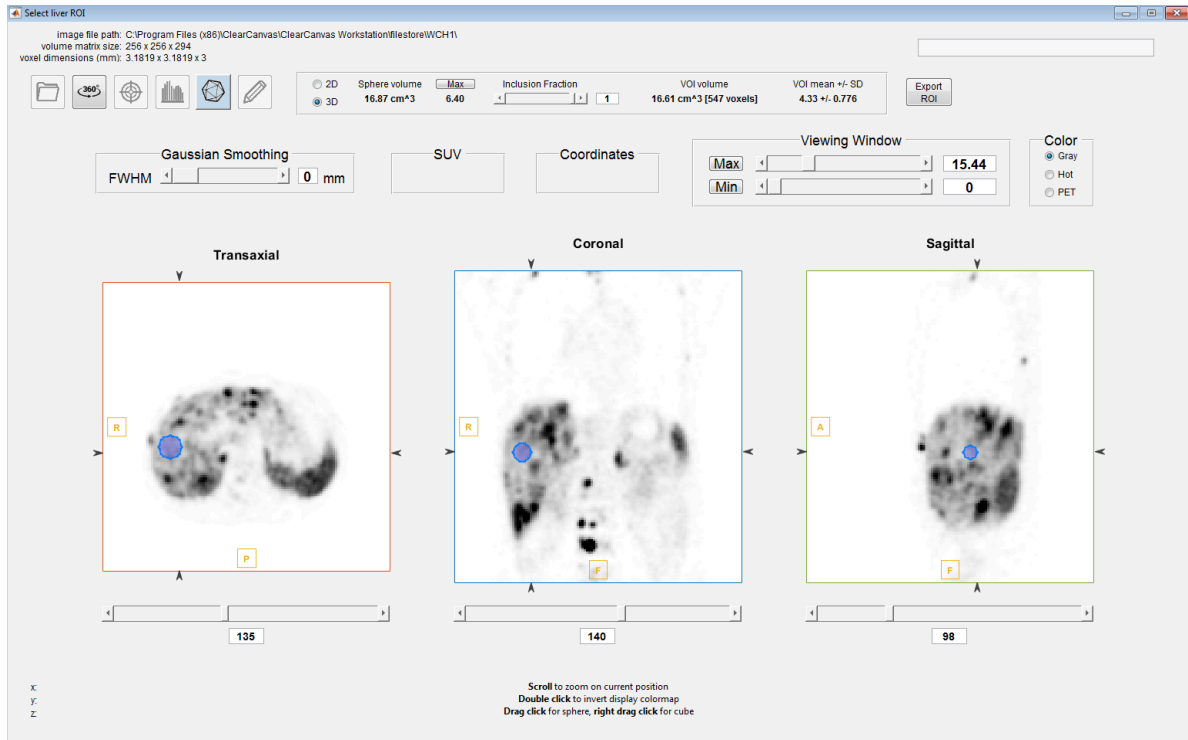 Select liver ROI
image file path: C:\Program Files (x86)\ClearCanvas\ClearCanvas Workstation\filestore\WCH1\
volume matrix size: 256 x 256 x 294
voxel dimensions (mm): 3.1819 x 3.1819 x 3
360°
2D
3D
Sphere volume
16.87 cm^3
Max
6.40
Inclusion Fraction
1
VOI volume
16.61 cm^3 [547 voxels]
VOI mean +/- SD
4.33 +/- 0.776
Export
ROI
Gaussian Smoothing
FWHM 0 mm
SUV
Coordinates
Viewing Window
Max 15.44
Min 0
Color
Gray
Hot
PET
Transaxial
Coronal
Sagittal
R
P
R
F
A
F
135
140
98
x:
y:
z:
Scroll to zoom on current position
Double click to invert display colormap
Drag click for sphere, right drag click for cube